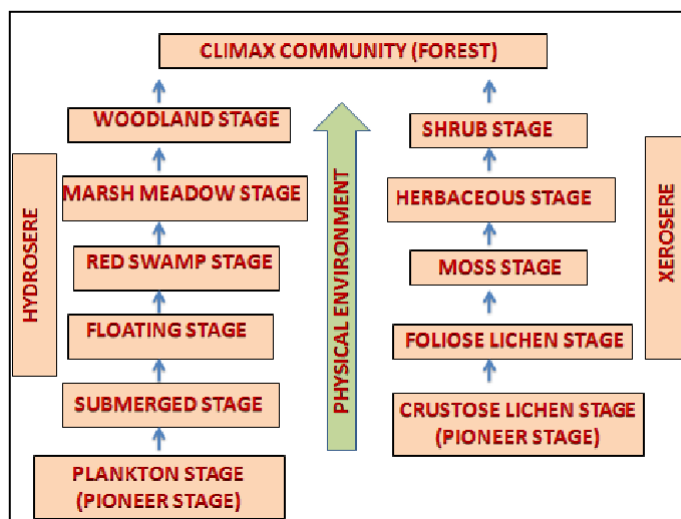 CLIMAX COMMUNITY (FOREST)
HYDROSERE
WOODLAND STAGE
MARSH MEADOW STAGE
RED SWAMP STAGE
FLOATING STAGE
SUBMERGED STAGE
PLANKTON STAGE
(PIONEER STAGE)
PHYSICAL ENVIRONMENT
SHRUB STAGE
HERBACEOUS STAGE
MOSS STAGE
FOLIOSE LICHEN STAGE
CRUSTOSE LICHEN STAGE
(PIONEER STAGE)
XEROSERE